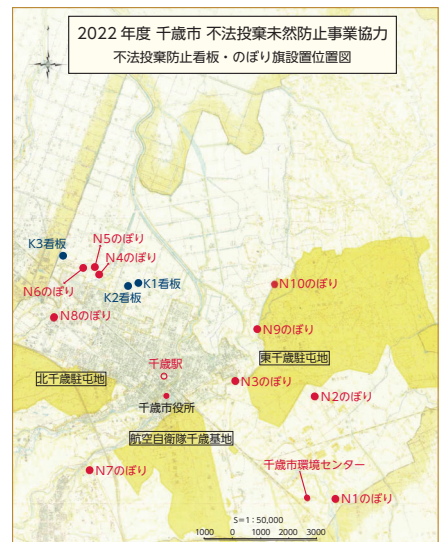 2022年度 千歳市 不法投棄未然防止事業協力
不法投棄防止看板・のぼり旗設置位置図
K3看板
N5のぼり
N4のぼり
N6のぼり
K1看板
K2看板
N10のぼり
N8のぼり
N9のぼり
千歳駅
東千歳駐屯地
北千歳駐屯地
N3のぼり
千歳市役所
N2のぼり
航空自衛隊千歳基地
N7のぼり
千歳市環境センター
N1のぼり
S=1:50,000
1000 0 1000 2000 3000